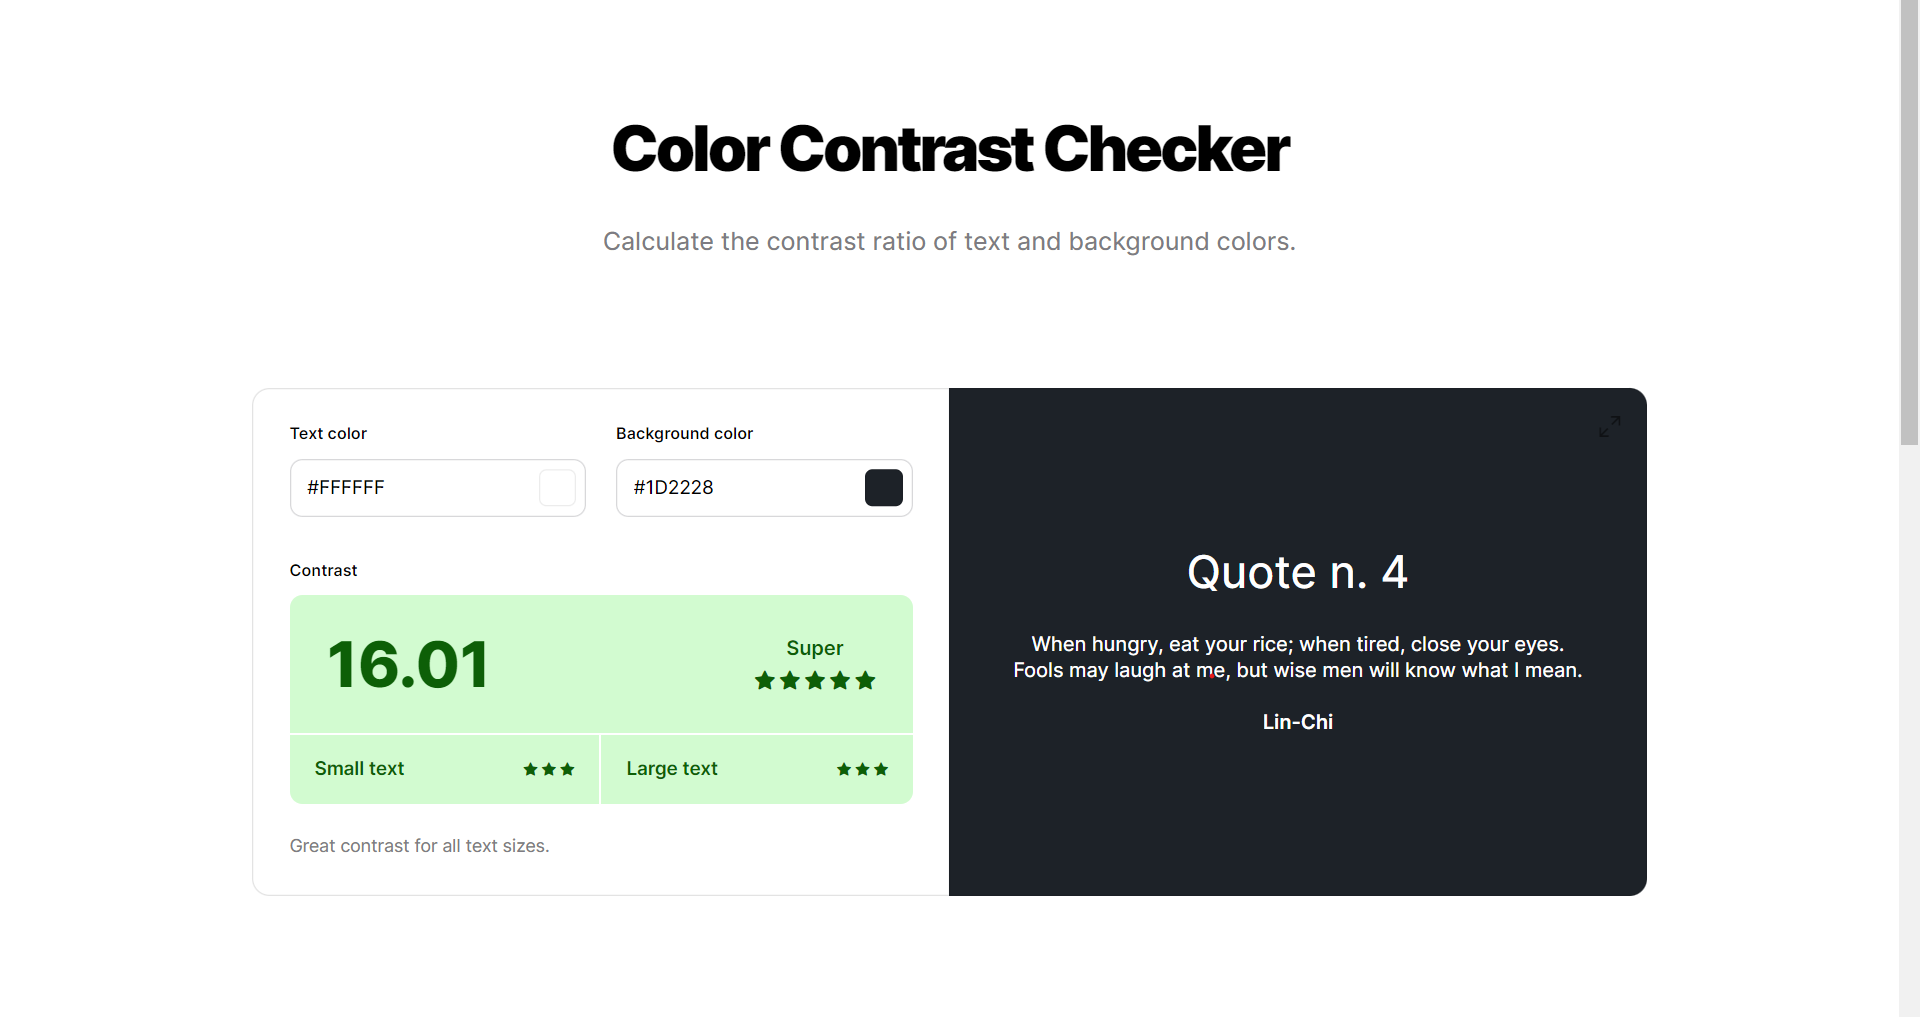 Color Contrast Checker
Calculate the contrast ratio of text and background colors.
Text color
Background color
#FFFFFF
#1D2228
Contrast
16.01
Super
Small text
Large text
Great contrast for all text sizes.
Quote n. 4
When hungry, eat your rice; when tired, close your eyes.
Fools may laugh at me, but wise men will know what I mean.
Lin-Chi